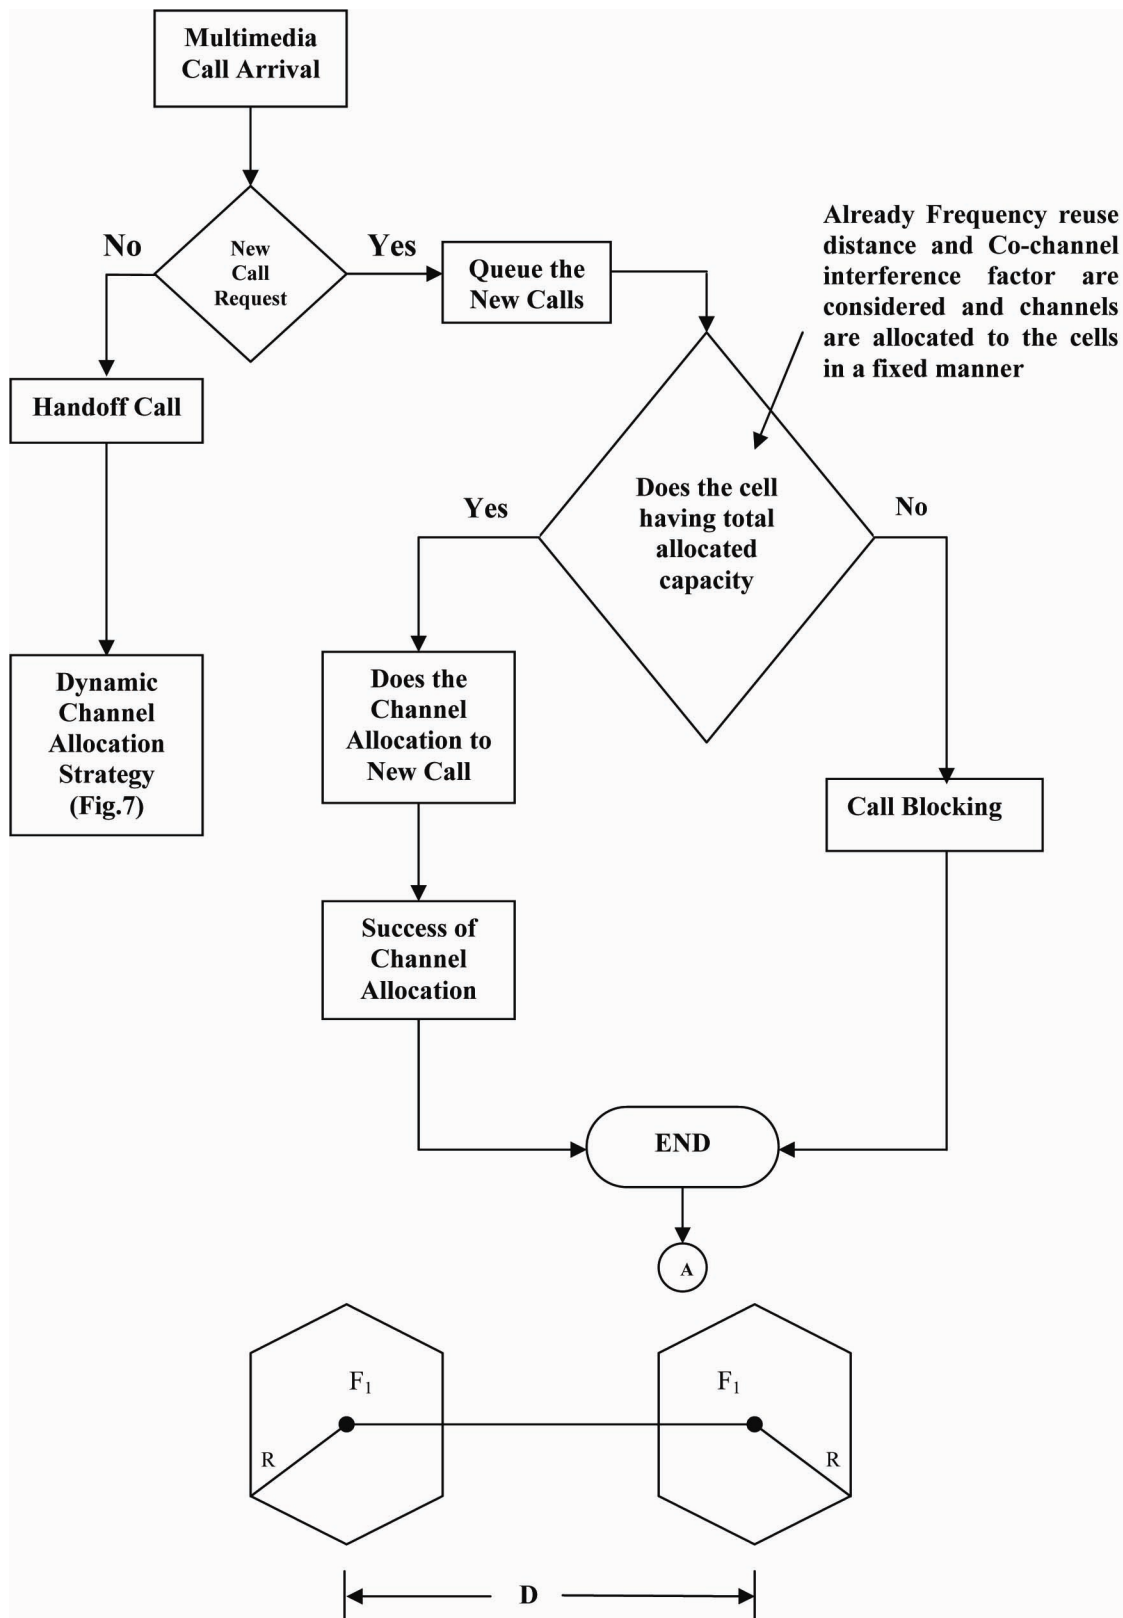 Multimedia
Call Arrival
New
Call
Request
No
Yes
Queue the
New Calls
Already Frequency reuse
distance and Co-channel
interference factor are
considered and channels
are allocated to the cells
in a fixed manner
Handoff Call
Does the cell
having total
allocated
capacity
Yes
No
Dynamic
Channel
Allocation
Strategy
(Fig.7)
Does the
Channel
Allocation to
New Call
Call Blocking
Success of
Channel
Allocation
END
A
F₁
F₁
R
R
D